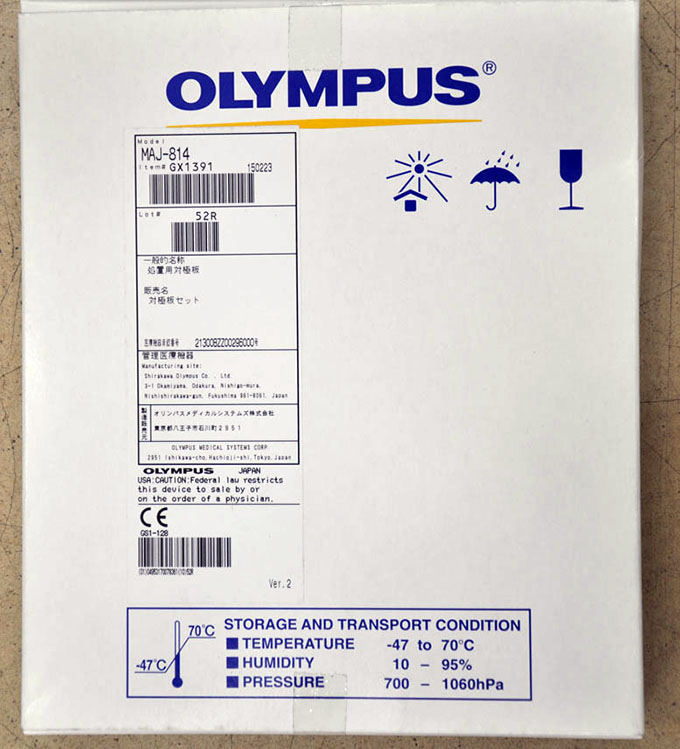 OLYMPUS®
Model
MAJ-814
Item# GX1391 150223
Lot# 52R
一般的名称
処置用対極板
販売名
対極板セット
医療機器承認番号 21300BZZ00296000号
管理医療機器
Manufacturing site:
Shirakawa Olympus Co., Ltd.
3-1 Okamiyama, Odakura, Nishigo-mura,
Nishishirakawa-gun, Fukushima 961-8061, Japan
製造販売元
オリンパスメディカルシステムズ株式会社
東京都八王子市石川町2951
OLYMPUS MEDICAL SYSTEMS CORP.
2951 Ishikawa-cho, Hachioji-shi, Tokyo, Japan
OLYMPUS JAPAN
USA:CAUTION:Federal law restricts
this device to sale by or
on the order of a physician.
CE
GS1-128
Ver.2
70°C
-47°C
STORAGE AND TRANSPORT CONDITION
TEMPERATURE -47 to 70°C
HUMIDITY 10 – 95%
PRESSURE 700 – 1060hPa